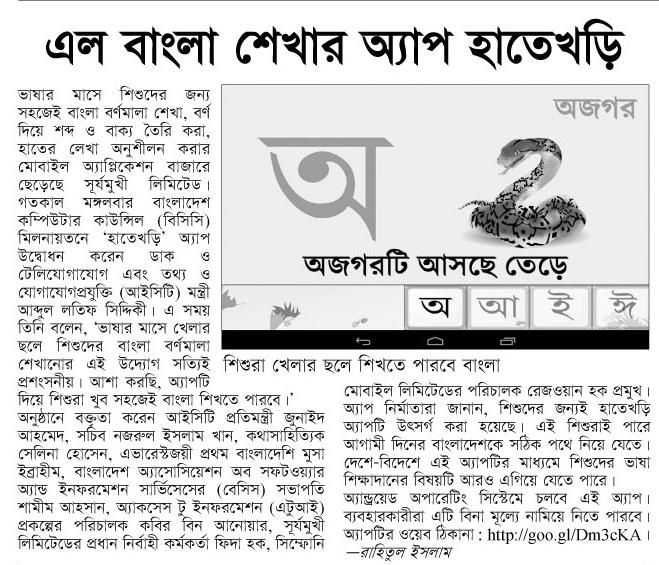 এল বাংলা শেখার অ্যাপ হাতেখড়ি
ভাষার মাসে শিশুদের জন্য
সহজেই বাংলা বর্ণমালা শেখা, বর্ণ
দিয়ে শব্দ ও বাক্য তৈরি করা,
হাতের লেখা অনুশীলন করার
মোবাইল অ্যাপ্লিকেশন বাজারে
ছেড়েছে সূর্যমুখী লিমিটেড।
গতকাল মঙ্গলবার বাংলাদেশ
কম্পিউটার কাউন্সিল (বিসিসি)
মিলনায়তনে ‘হাতেখড়ি’ অ্যাপ
উদ্বোধন করেন ডাক ও
টেলিযোগাযোগ এবং তথ্য ও
যোগাযোগপ্রযুক্তি (আইসিটি) মন্ত্রী
আব্দুল লতিফ সিদ্দিকী। এ সময়
তিনি বলেন, ‘ভাষার মাসে খেলার
ছলে শিশুদের বাংলা বর্ণমালা
শেখানোর এই উদ্যোগ সত্যিই
প্রশংসনীয়। আশা করছি, অ্যাপটি
দিয়ে শিশুরা খুব সহজেই বাংলা শিখতে পারবে।’
অনুষ্ঠানে বক্তৃতা করেন আইসিটি প্রতিমন্ত্রী জুনাইদ
আহমেদ, সচিব নজরুল ইসলাম খান, কথাসাহিত্যিক
সেলিনা হোসেন, এভারেস্টজয়ী প্রথম বাংলাদেশি মুসা
ইব্রাহীম, বাংলাদেশ অ্যাসোসিয়েশন অব সফটওয়্যার
অ্যান্ড ইনফরমেশন সার্ভিসেসের (বেসিস) সভাপতি
শামীম আহসান, অ্যাকসেস টু ইনফরমেশন (এটুআই)
প্রকল্পের পরিচালক কবির বিন আনোয়ার, সূর্যমুখী
লিমিটেডের প্রধান নির্বাহী কর্মকর্তা ফিদা হক, সিম্ফোনি
অজগর
অ
অজগরটি আসছে তেড়ে
অ আ ই ঈ
শিশুরা খেলার ছলে শিখতে পারবে বাংলা
মোবাইল লিমিটেডের পরিচালক রেজওয়ান হক প্রমুখ।
অ্যাপ নির্মাতারা জানান, শিশুদের জন্যই হাতেখড়ি
অ্যাপটি উৎসর্গ করা হয়েছে। এই শিশুরাই পারে
আগামী দিনের বাংলাদেশকে সঠিক পথে নিয়ে যেতে।
দেশে-বিদেশে এই অ্যাপটির মাধ্যমে শিশুদের ভাষা
শিক্ষাদানের বিষয়টি আরও এগিয়ে যেতে পারে।
অ্যান্ড্রয়েড অপারেটিং সিস্টেমে চলবে এই অ্যাপ।
ব্যবহারকারীরা এটি বিনা মূল্যে নামিয়ে নিতে পারবে।
অ্যাপটির ওয়েব ঠিকানা : http://goo.gl/Dm3cKA।
—রাহিতুল ইসলাম